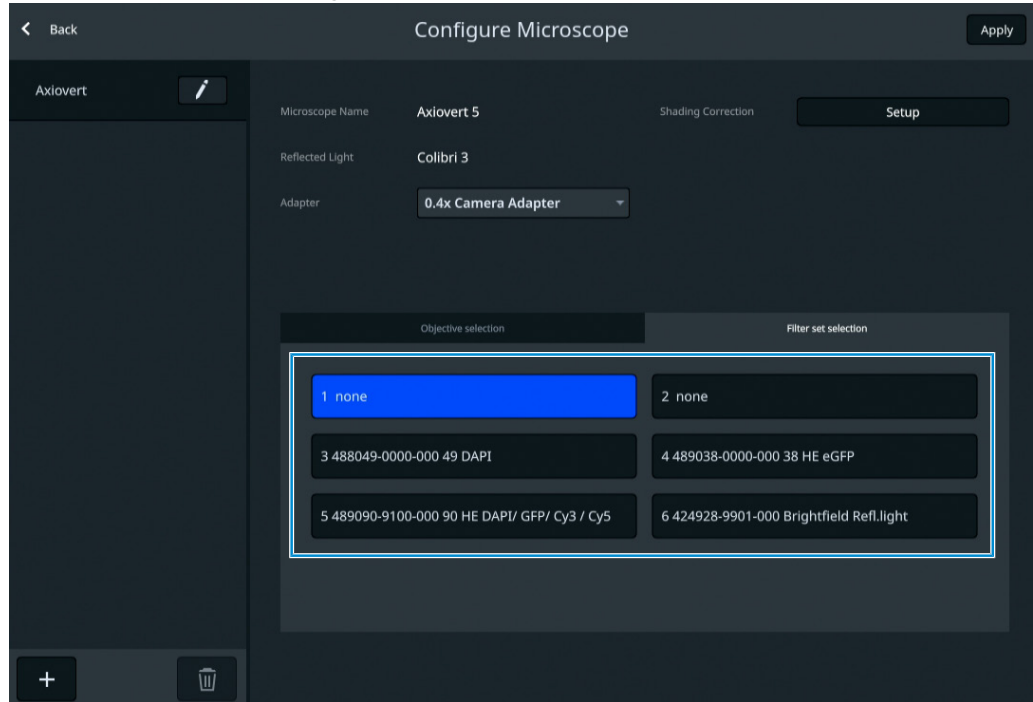 Back
Configure Microscope
Apply
Axiovert
Microscope Name Axiovert 5 Shading Correction Setup
Reflected Light Colibri 3
Adapter 0.4x Camera Adapter
Objective selection Filter set selection
1 none 2 none
3 488049-0000-000 49 DAPI 4 489038-0000-000 38 HE eGFP
5 489090-9100-000 90 HE DAPI/ GFP/ Cy3 / Cy5 6 424928-9901-000 Brightfield Refl.light